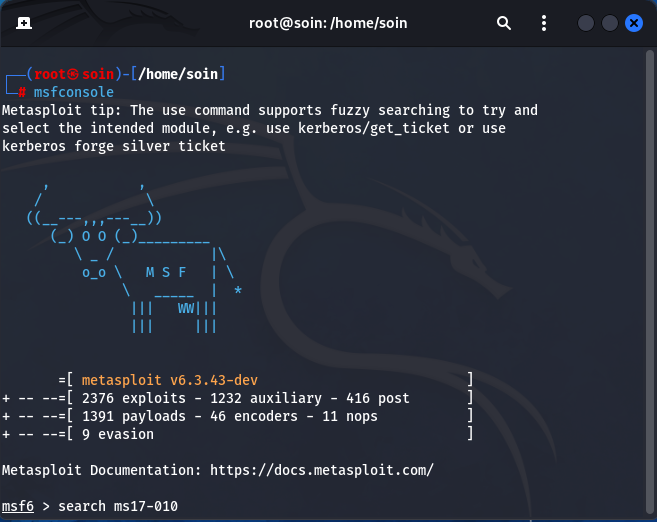 root@soin: /home/soin
┌──(root㉿soin)-[/home/soin]
└─# msfconsole
Metasploit tip: The use command supports fuzzy searching to try and
select the intended module, e.g. use kerberos/get_ticket or use
kerberos forge silver ticket
     ,           ,
    /             \
   ((__---,,,---__))
      (_) O O (_)_________
         \ _ /            |\
          o_o \   M S F   | \
               \   _____  |  *
                |||   WW|||
                |||     |||
       =[ metasploit v6.3.43-dev                          ]
+ -- --=[ 2376 exploits - 1232 auxiliary - 416 post       ]
+ -- --=[ 1391 payloads - 46 encoders - 11 nops           ]
+ -- --=[ 9 evasion                                       ]
Metasploit Documentation: https://docs.metasploit.com/
msf6 > search ms17-010